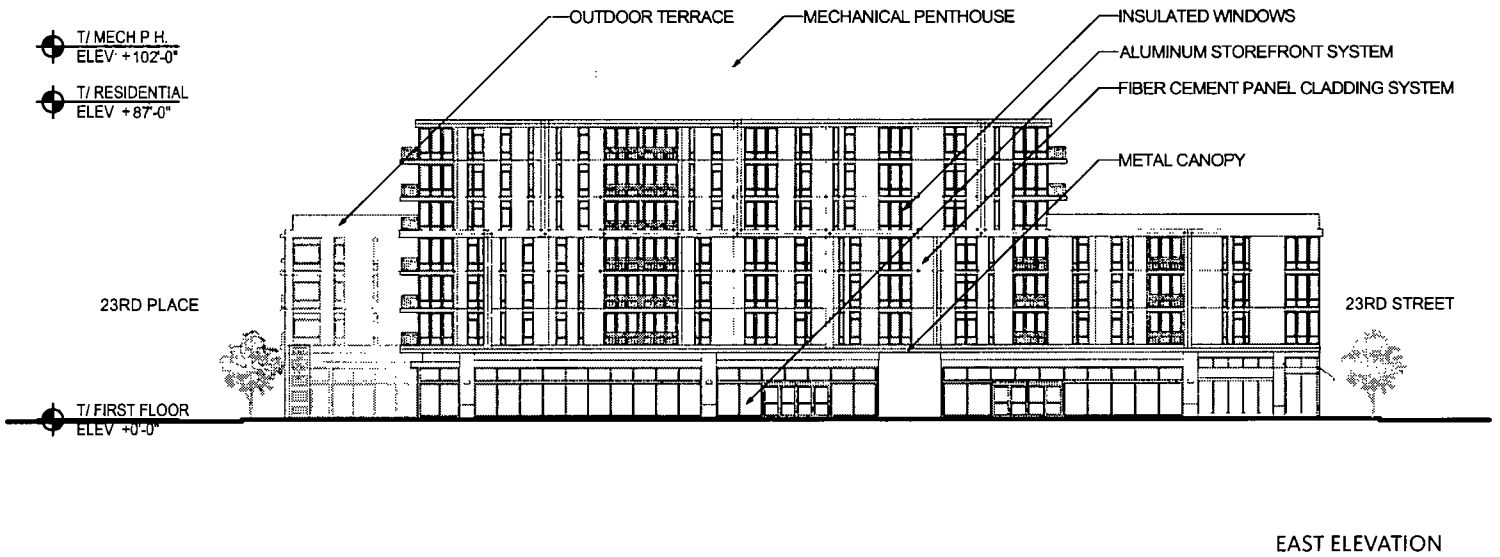 OUTDOOR TERRACE
MECHANICAL PENTHOUSE
INSULATED WINDOWS
ALUMINUM STOREFRONT SYSTEM
FIBER CEMENT PANEL CLADDING SYSTEM
METAL CANOPY
T/ MECH P H.
ELEV +102'-0"
T/ RESIDENTIAL
ELEV +87'-0"
23RD PLACE
23RD STREET
T/ FIRST FLOOR
ELEV +0'-0"
EAST ELEVATION